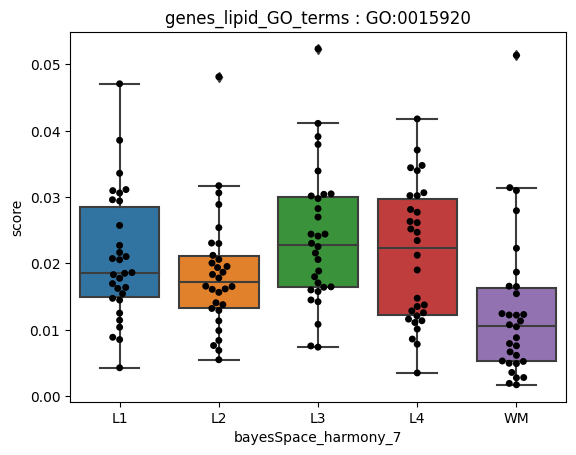 genes_lipid_GO_terms : GO:0015920
score
0.05
0.04
0.03
0.02
0.01
0.00
L1 L2 L3 L4 WM
bayesSpace_harmony_7